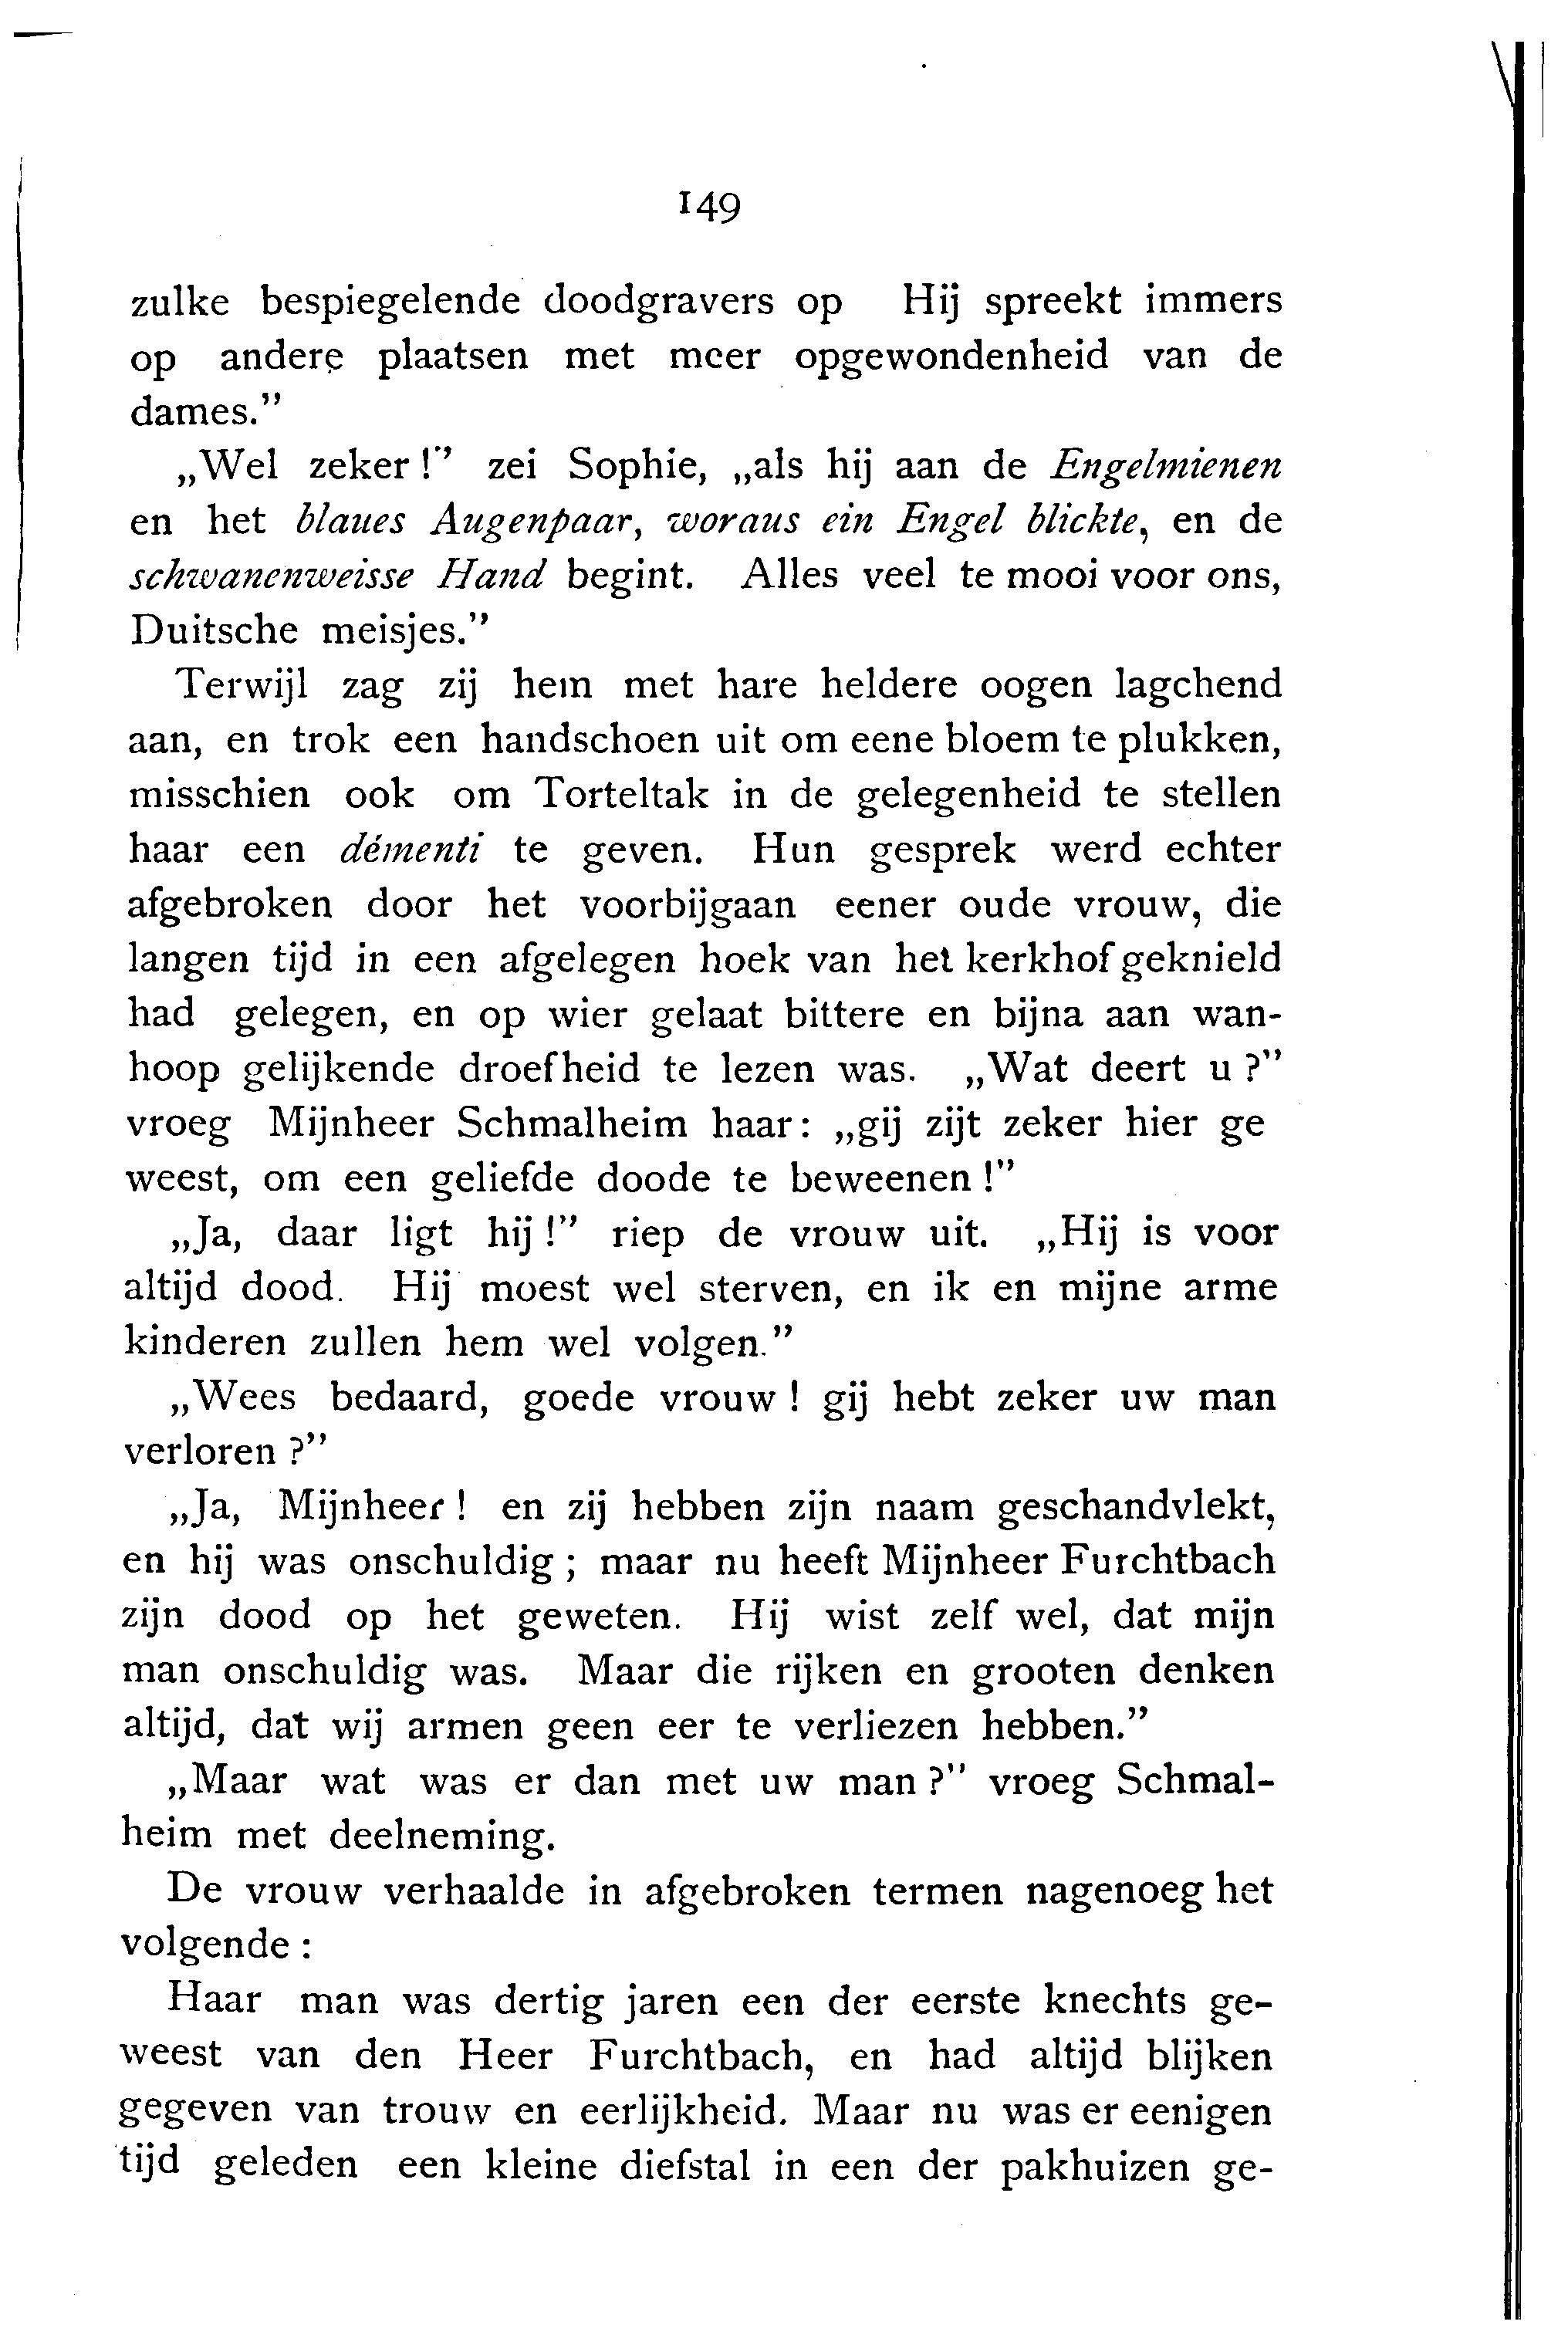 149
zulke bespiegelende doodgravers op Hij spreekt immers
op andere plaatsen met meer opgewondenheid van de
dames.”
„Wel zeker!” zei Sophie, „als hij aan de Engelmienen
en het blaues Augenpaar, woraus ein Engel blickte, en de
schwanenweisse Hand begint. Alles veel te mooi voor ons,
Duitsche meisjes.”
Terwijl zag zij hem met hare heldere oogen lagchend
aan, en trok een handschoen uit om eene bloem te plukken,
misschien ook om Torteltak in de gelegenheid te stellen
haar een démenti te geven. Hun gesprek werd echter
afgebroken door het voorbijgaan eener oude vrouw, die
langen tijd in een afgelegen hoek van het kerkhof geknield
had gelegen, en op wier gelaat bittere en bijna aan wan-
hoop gelijkende droefheid te lezen was. „Wat deert u?”
vroeg Mijnheer Schmalheim haar: „gij zijt zeker hier ge
weest, om een geliefde doode te beweenen!”
„Ja, daar ligt hij!” riep de vrouw uit. „Hij is voor
altijd dood. Hij moest wel sterven, en ik en mijne arme
kinderen zullen hem wel volgen.”
„Wees bedaard, goede vrouw! gij hebt zeker uw man
verloren?”
„Ja, Mijnheer! en zij hebben zijn naam geschandvlekt,
en hij was onschuldig; maar nu heeft Mijnheer Furchtbach
zijn dood op het geweten. Hij wist zelf wel, dat mijn
man onschuldig was. Maar die rijken en grooten denken
altijd, dat wij armen geen eer te verliezen hebben.”
„Maar wat was er dan met uw man?” vroeg Schmal-
heim met deelneming.
De vrouw verhaalde in afgebroken termen nagenoeg het
volgende:
Haar man was dertig jaren een der eerste knechts ge-
weest van den Heer Furchtbach, en had altijd blijken
gegeven van trouw en eerlijkheid. Maar nu was er eenigen
tijd geleden een kleine diefstal in een der pakhuizen ge-